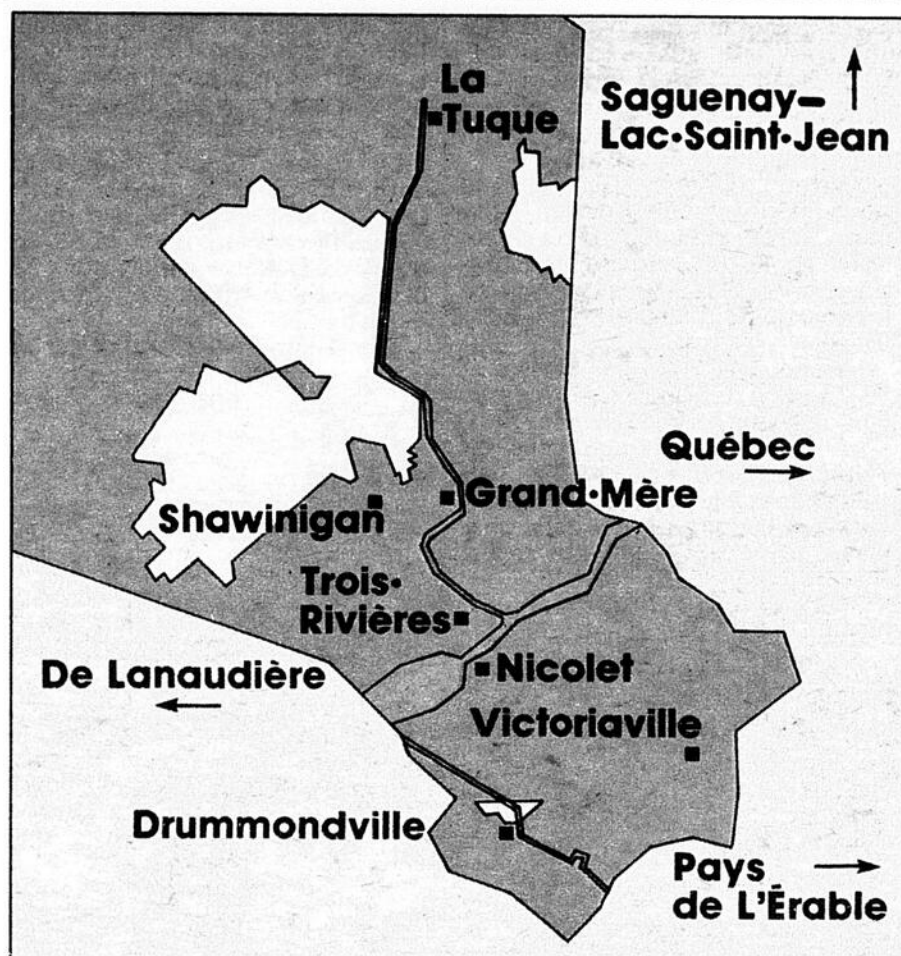 La
Tuque
Saguenay–
Lac·Saint·Jean
Québec
Grand·Mère
Shawinigan
Trois·
Rivières
De Lanaudière
Nicolet
Victoriaville
Drummondville
Pays
de L'Érable